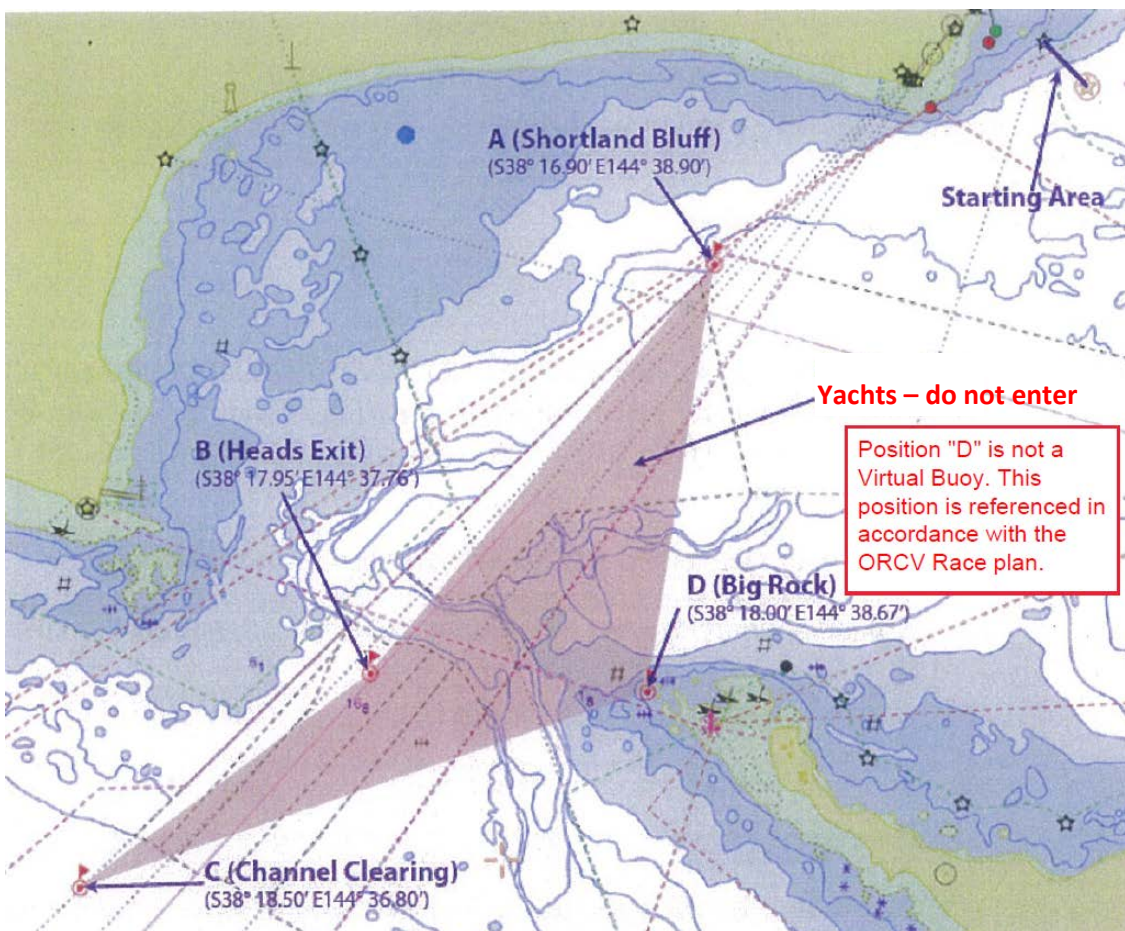 A (Shortland Bluff)
(S38° 16.90' E144° 38.90')
Starting Area
Yachts – do not enter
Position "D" is not a
Virtual Buoy. This
position is referenced in
accordance with the
ORCV Race plan.
B (Heads Exit)
(S38° 17.95' E144° 37.76')
D (Big Rock)
(S38° 18.00' E144° 38.67')
6₁
16₈
C (Channel Clearing)
(S38° 18.50' E144° 36.80')